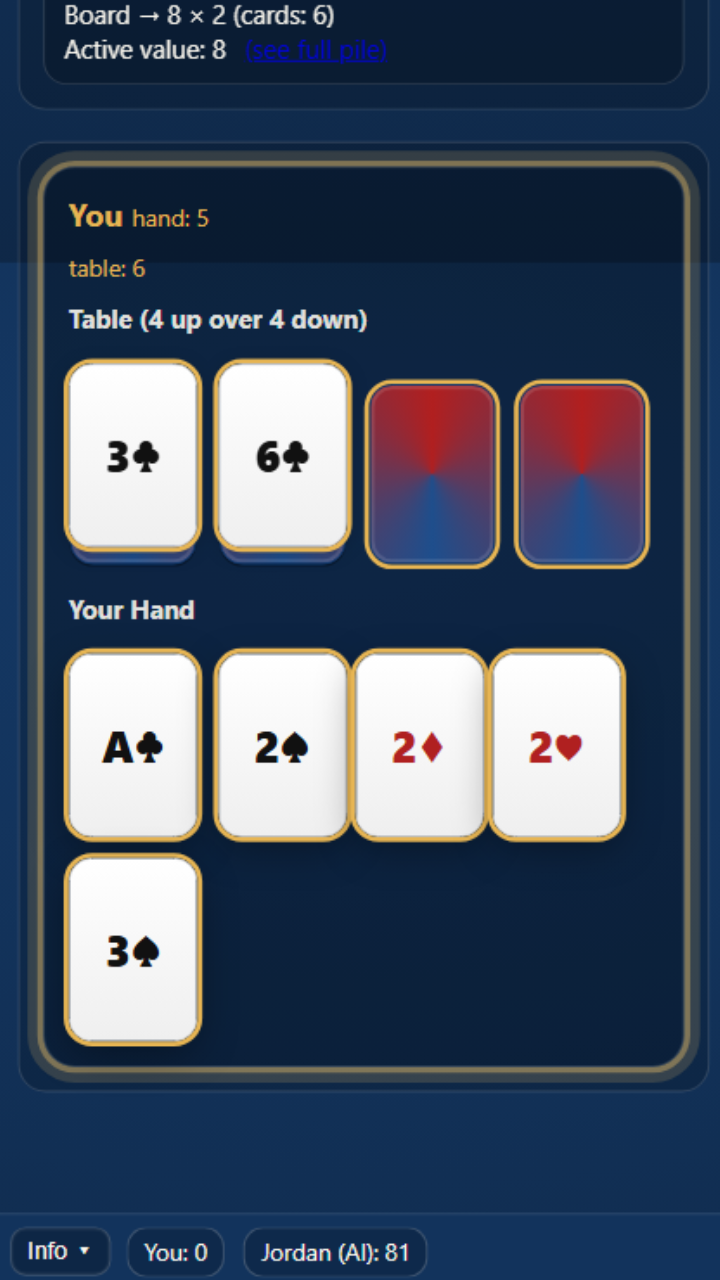 Board → 8 × 2 (cards: 6)
Active value: 8 (see full pile)
You hand: 5
table: 6
Table (4 up over 4 down)
3♣ 6♣
Your Hand
A♣ 2♠ 2♦ 2♥
3♠
Info ▾ You: 0 Jordan (AI): 81